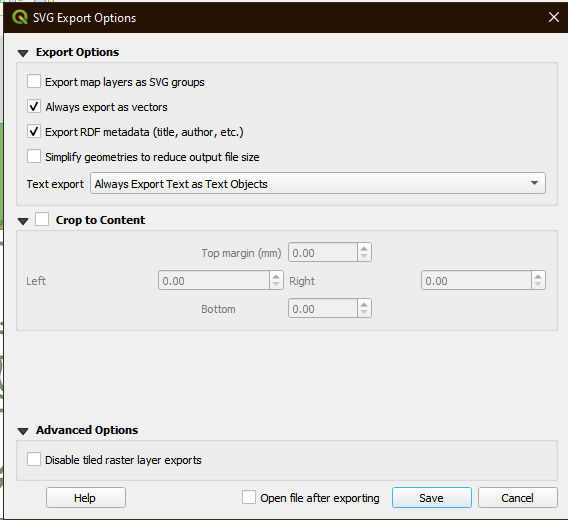 SVG Export Options
Export Options
Export map layers as SVG groups
Always export as vectors
Export RDF metadata (title, author, etc.)
Simplify geometries to reduce output file size
Text export Always Export Text as Text Objects
Crop to Content
Top margin (mm) 0.00
Left 0.00 Right 0.00
Bottom 0.00
Advanced Options
Disable tiled raster layer exports
Help Open file after exporting Save Cancel